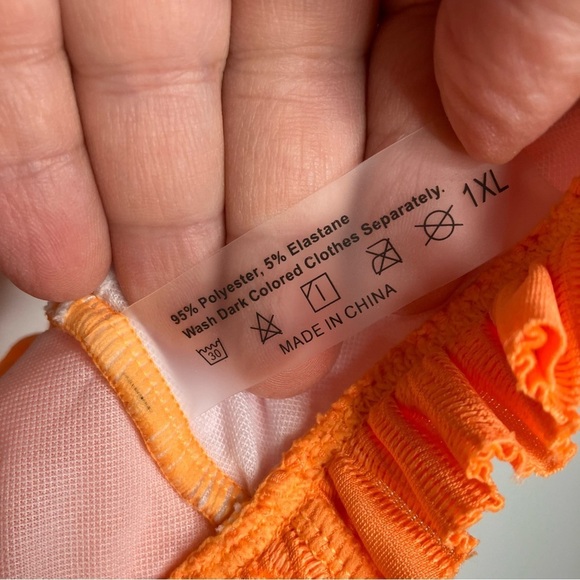 95% Polyester, 5% Elastane
Wash Dark Colored Clothes Separately.
30
1XL
MADE IN CHINA